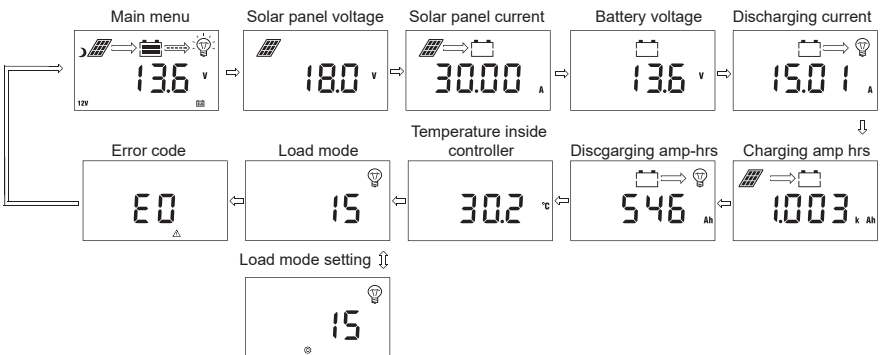 Main menu
Solar panel voltage
Solar panel current
Battery voltage
Discharging current
13.6 v
12V
18.0 v
30.00 A
13.6 v
15.01 A
Error code
Load mode
Temperature inside
controller
Discgarging amp-hrs
Charging amp hrs
E0
15
30.2 °C
546 Ah
1.003 k Ah
Load mode setting
15